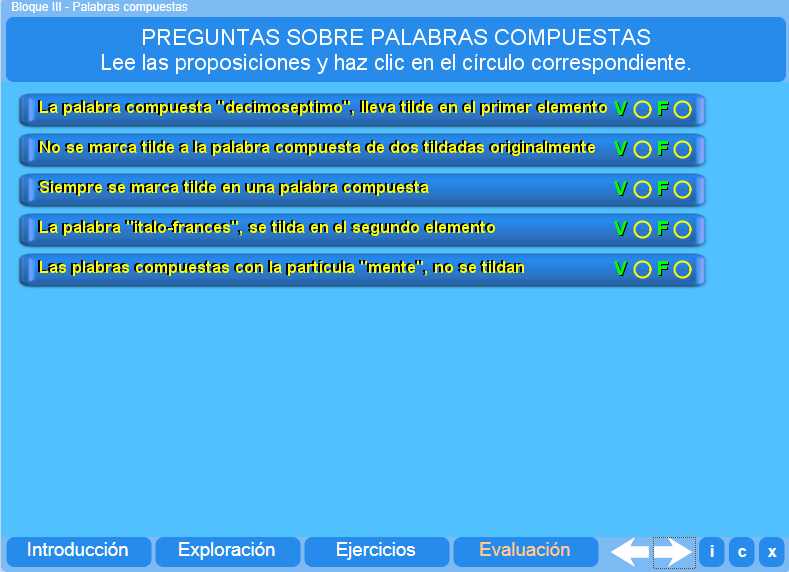 Bloque III - Palabras compuestas
PREGUNTAS SOBRE PALABRAS COMPUESTAS
Lee las proposiciones y haz clic en el círculo correspondiente.
La palabra compuesta "decimoseptimo", lleva tilde en el primer elemento V F
No se marca tilde a la palabra compuesta de dos tildadas originalmente V F
Siempre se marca tilde en una palabra compuesta V F
La palabra "italo-frances", se tilda en el segundo elemento V F
Las plabras compuestas con la partícula "mente", no se tildan V F
Introducción Exploración Ejercicios Evaluación i c x